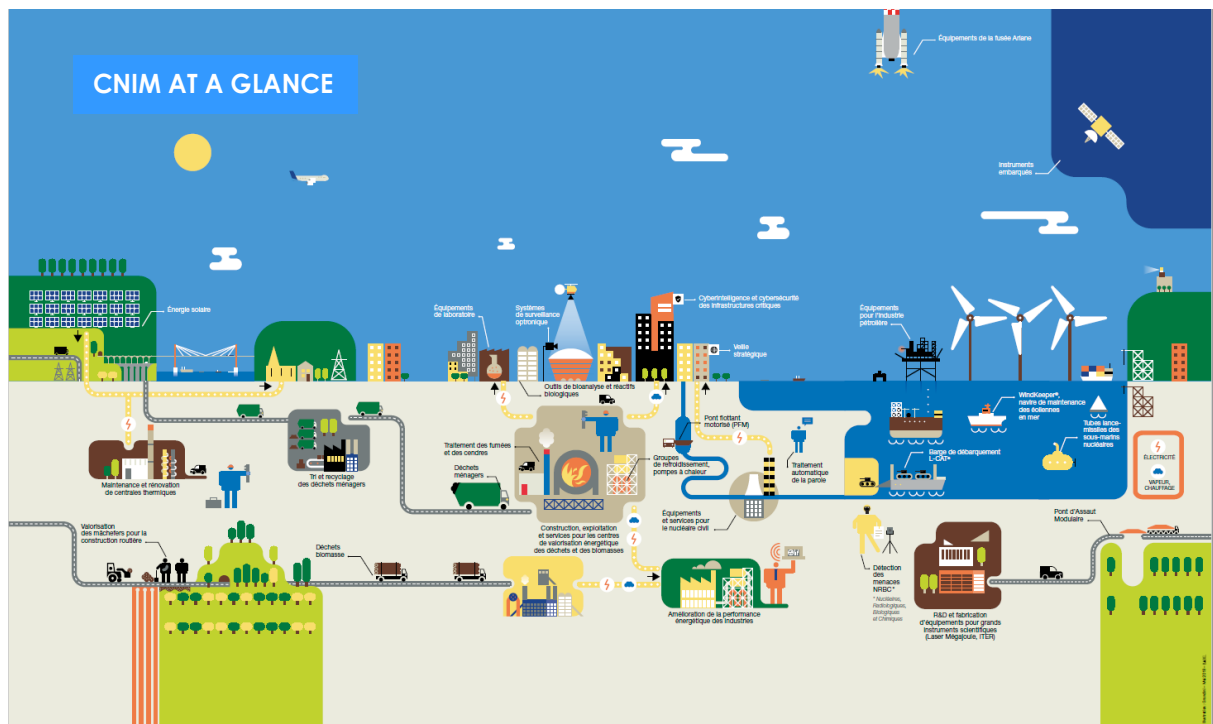 CNIM AT A GLANCE
Équipements de la fusée Ariane
Instruments
embarqués
Énergie solaire
Équipements
de laboratoire
Systèmes
de surveillance
optronique
Cyberintelligence et cybersécurité
des infrastructures critiques
Veille
stratégique
Équipements
pour l'industrie
pétrolière
Outils de bioanalyse et réactifs
biologiques
Pont flottant
motorisé (PFM)
WindKeeper®,
navire de maintenance
des éoliennes
en mer
Tubes lance-
missiles des
sous-marins
nucléaires
Traitement des fumées
et des cendres
Groupes
de refroidissement,
pompes à chaleur
Traitement
automatique
de la parole
Barge de débarquement
L-CAT®
ÉLECTRICITÉ
VAPEUR,
CHAUFFAGE
Maintenance et rénovation
de centrales thermiques
Tri et recyclage
des déchets ménagers
Déchets
ménagers
Construction, exploitation
et services pour les centres
de valorisation énergétique
des déchets et des biomasses
Équipements
et services pour
le nucléaire civil
Pont d'Assaut
Modulaire
Valorisation
des mâchefers pour la
construction routière
Déchets
biomasse
Détection
des
menaces
NRBC*
* Nucléaires,
Radiologiques,
Biologiques
et Chimiques
Amélioration de la performance
énergétique des industries
R&D et fabrication
d'équipements pour grands
instruments scientifiques
(Laser Mégajoule, ITER)